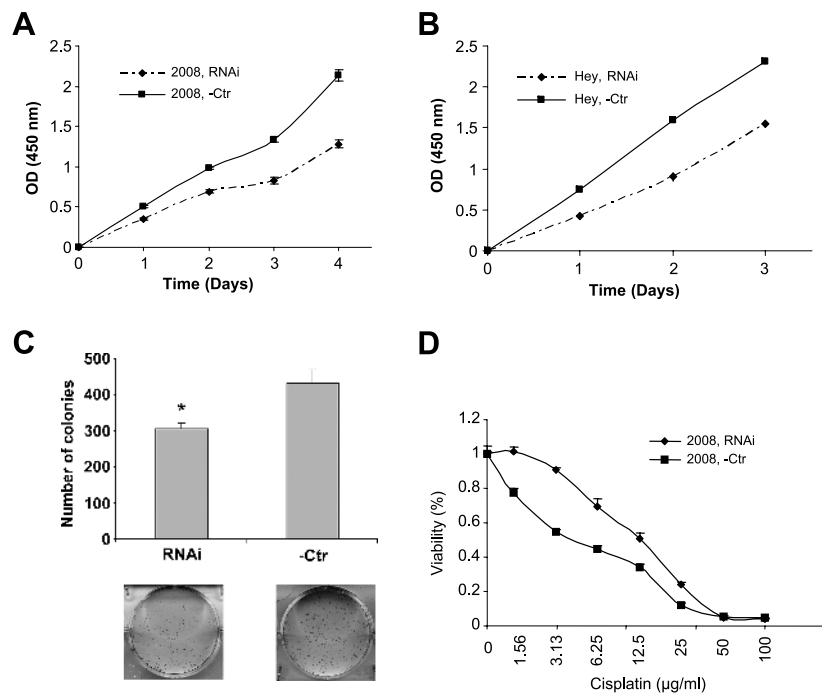 A
2.5
2
1.5
1
0.5
0
OD (450 nm)
2008, RNAi
2008, -Ctr
0 1 2 3 4
Time (Days)
B
2.5
2
1.5
1
0.5
0
OD (450 nm)
Hey, RNAi
Hey, -Ctr
0 1 2 3
Time (Days)
C
500
400
300
200
100
0
Number of colonies
*
RNAi -Ctr
D
1.2
1
0.8
0.6
0.4
0.2
0
Viability (%)
2008, RNAi
2008, -Ctr
0 1.56 3.13 6.25 12.5 25 50 100
Cisplatin (µg/ml)